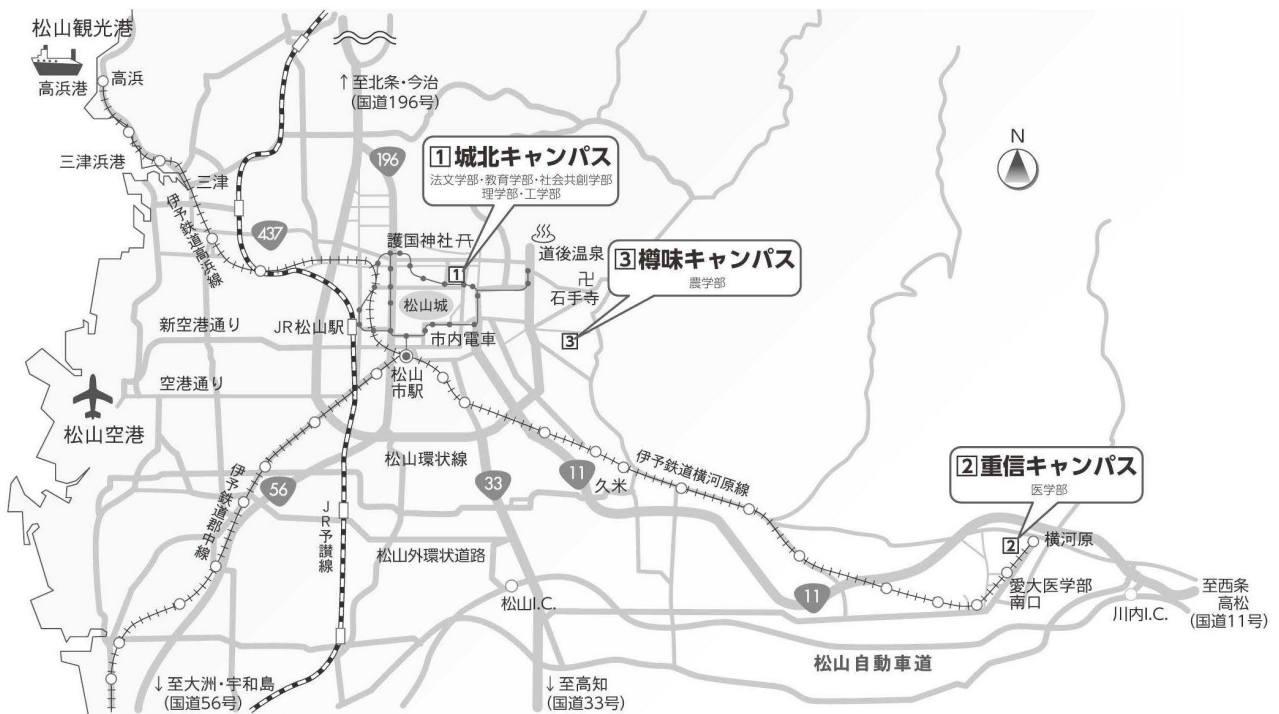 松山観光港
高浜港
高浜
↑至北条・今治
(国道196号)
N
三津浜港
196
1 城北キャンパス
法文学部・教育学部・社会共創学部
理学部・工学部
三津
伊予鉄道高浜線
437
護国神社
道後温泉
石手寺
3 樽味キャンパス
農学部
1
松山城
新空港通り
JR松山駅
市内電車
3
空港通り
松山
市駅
松山空港
松山環状線
伊予鉄道郡中線
56
33
11
久米
伊予鉄道横河原線
2 重信キャンパス
医学部
JR予讃線
松山外環状道路
2
横河原
松山I.C.
11
愛大医学部
南口
川内I.C.
至西条
高松
(国道11号)
松山自動車道
↓至大洲・宇和島
(国道56号)
↓至高知
(国道33号)